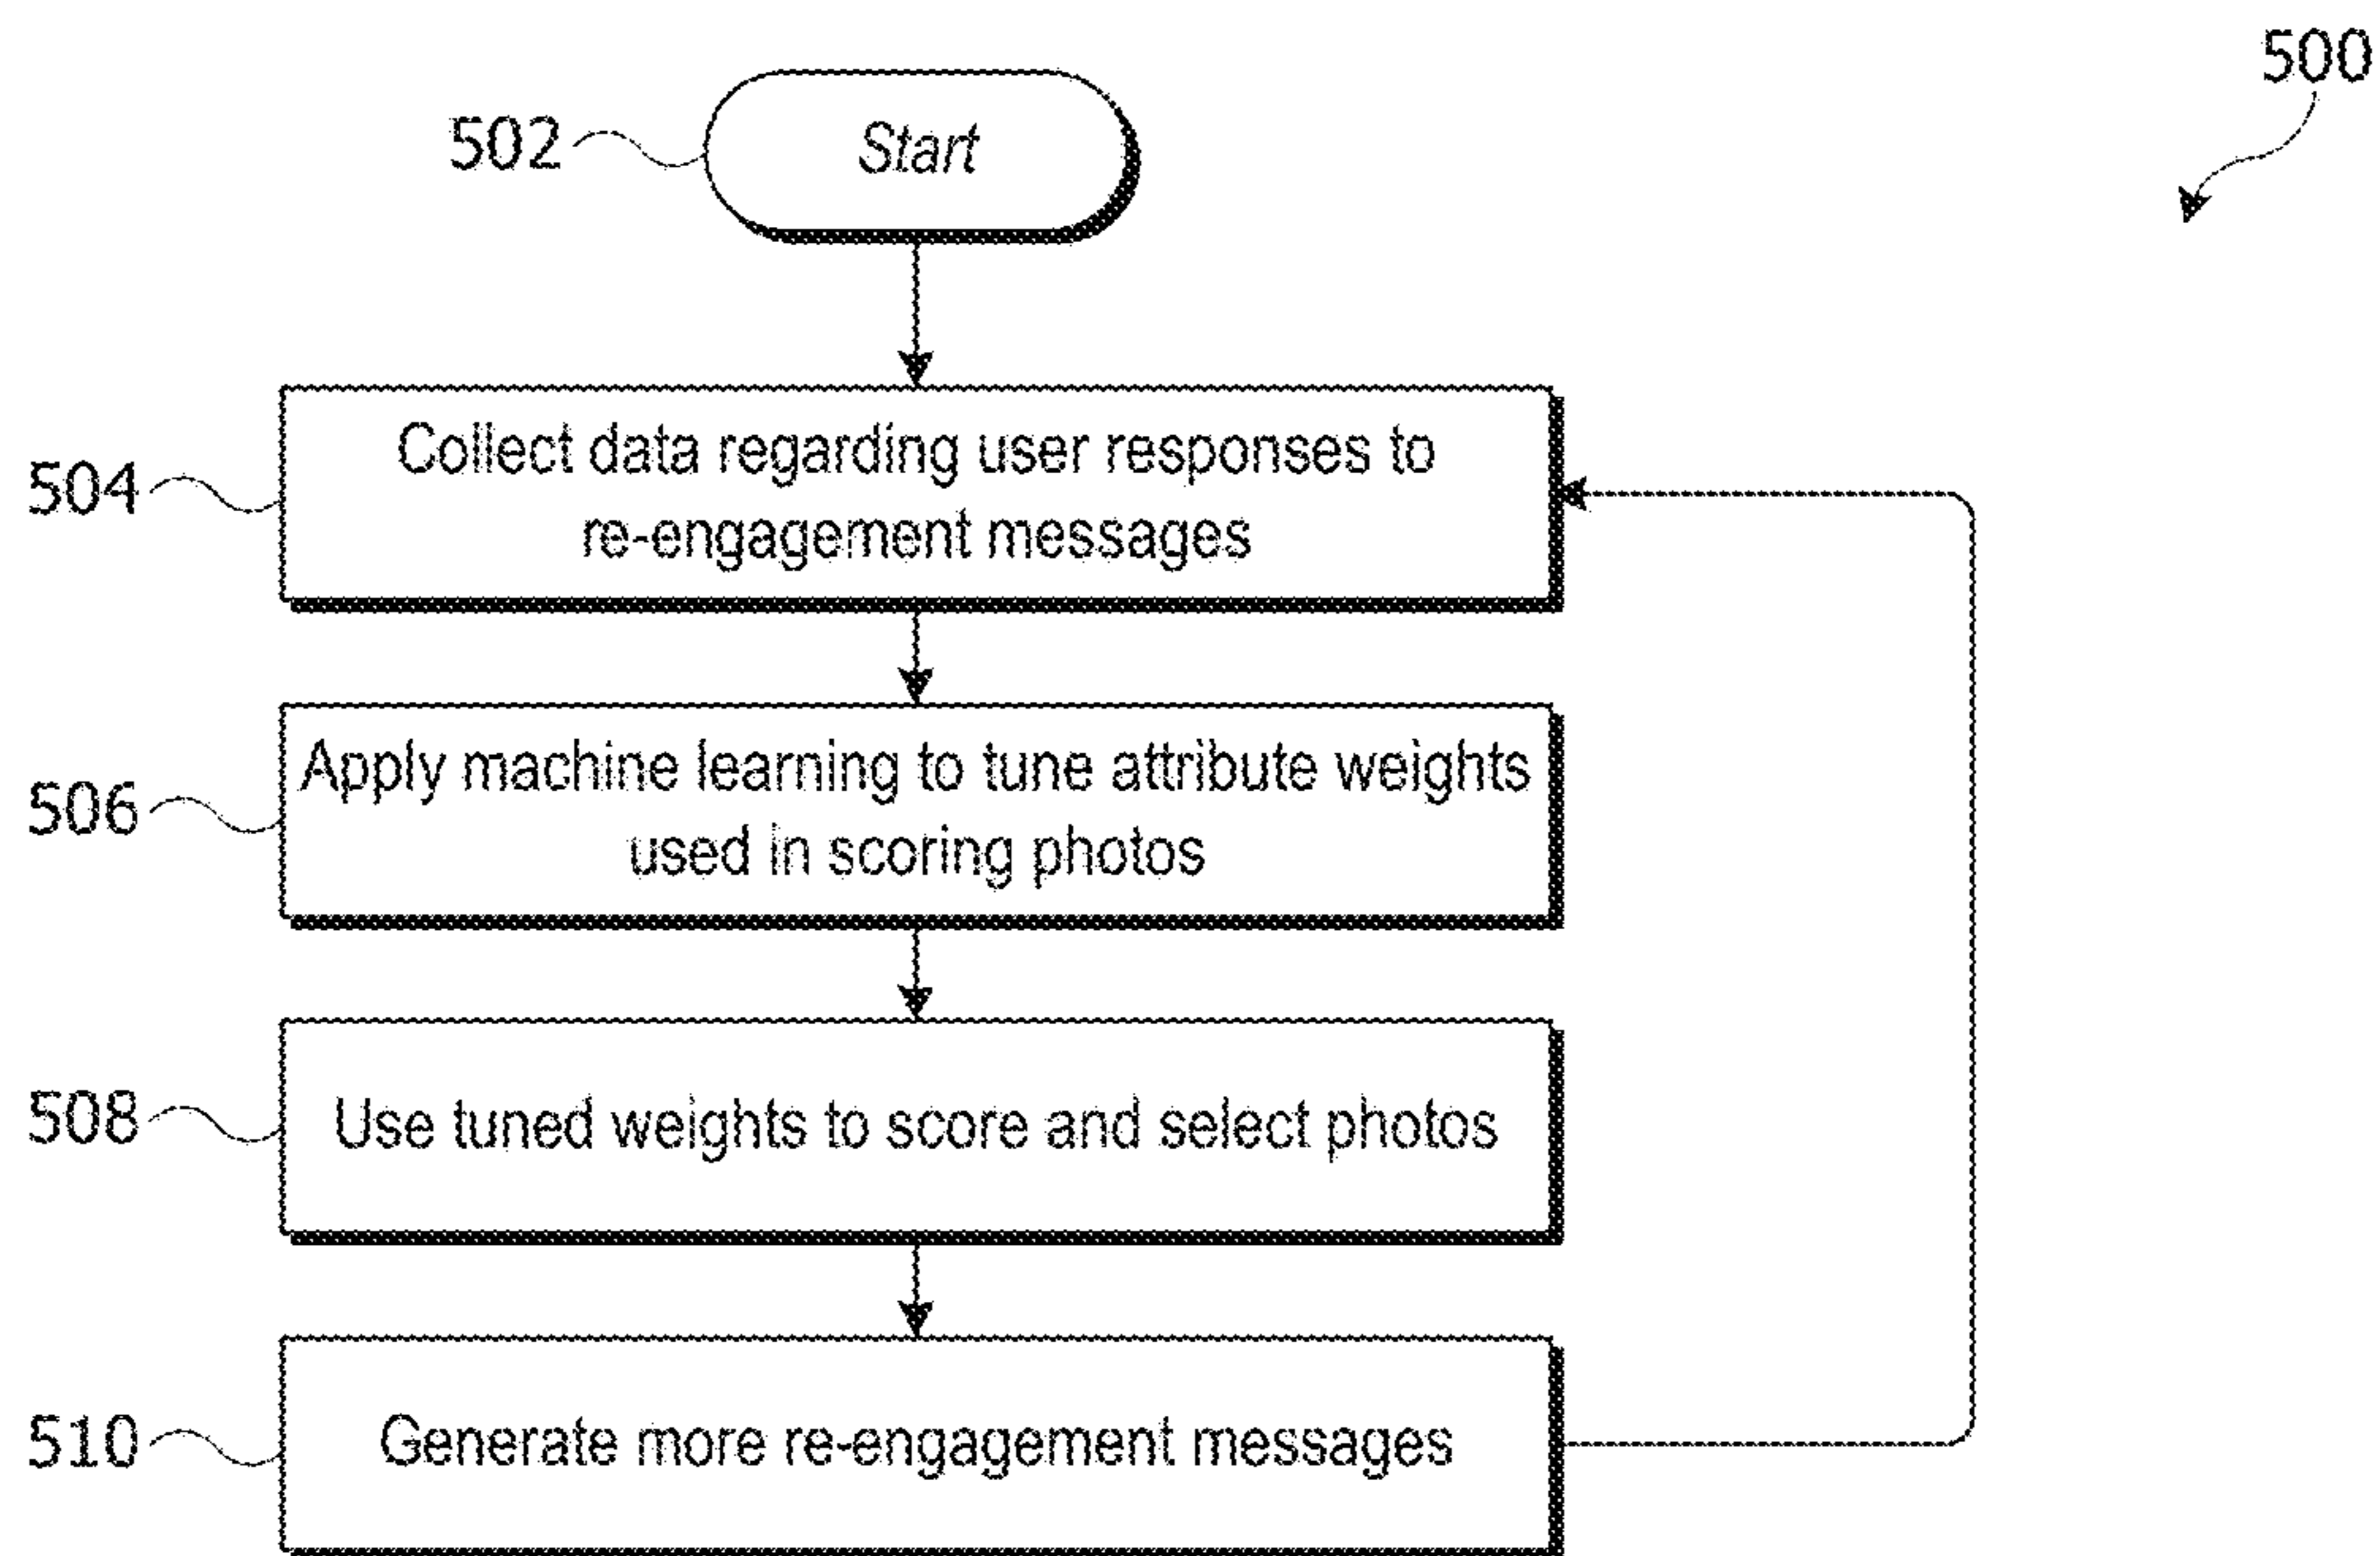 500
502
Start
504
Collect data regarding user responses to
re-engagement messages
506
Apply machine learning to tune attribute weights
used in scoring photos
508
Use tuned weights to score and select photos
510
Generate more re-engagement messages